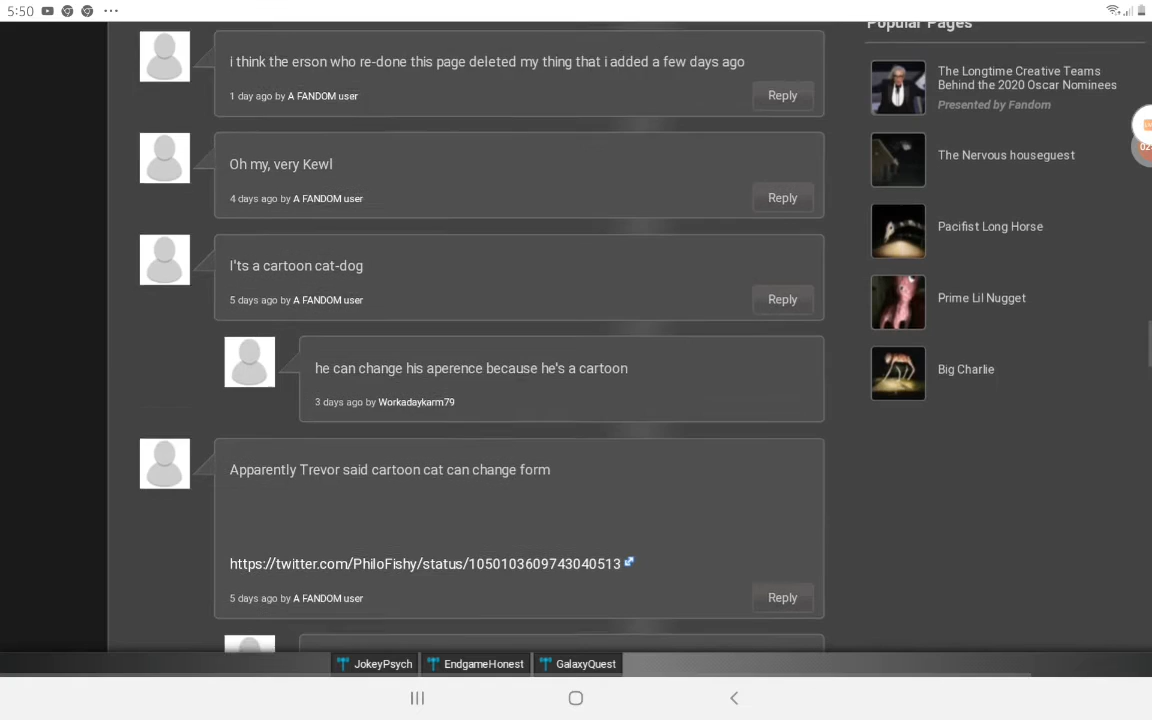 5:50
Popular Pages
i think the erson who re-done this page deleted my thing that i added a few days ago
1 day ago by A FANDOM user
Reply
The Longtime Creative Teams
Behind the 2020 Oscar Nominees
Presented by Fandom
Oh my, very Kewl
4 days ago by A FANDOM user
Reply
The Nervous houseguest
Pacifist Long Horse
I'ts a cartoon cat-dog
5 days ago by A FANDOM user
Reply
Prime Lil Nugget
he can change his aperence because he's a cartoon
3 days ago by Workadaykarm79
Big Charlie
Apparently Trevor said cartoon cat can change form
https://twitter.com/PhiloFishy/status/1050103609743040513
5 days ago by A FANDOM user
Reply
JokeyPsych
EndgameHonest
GalaxyQuest